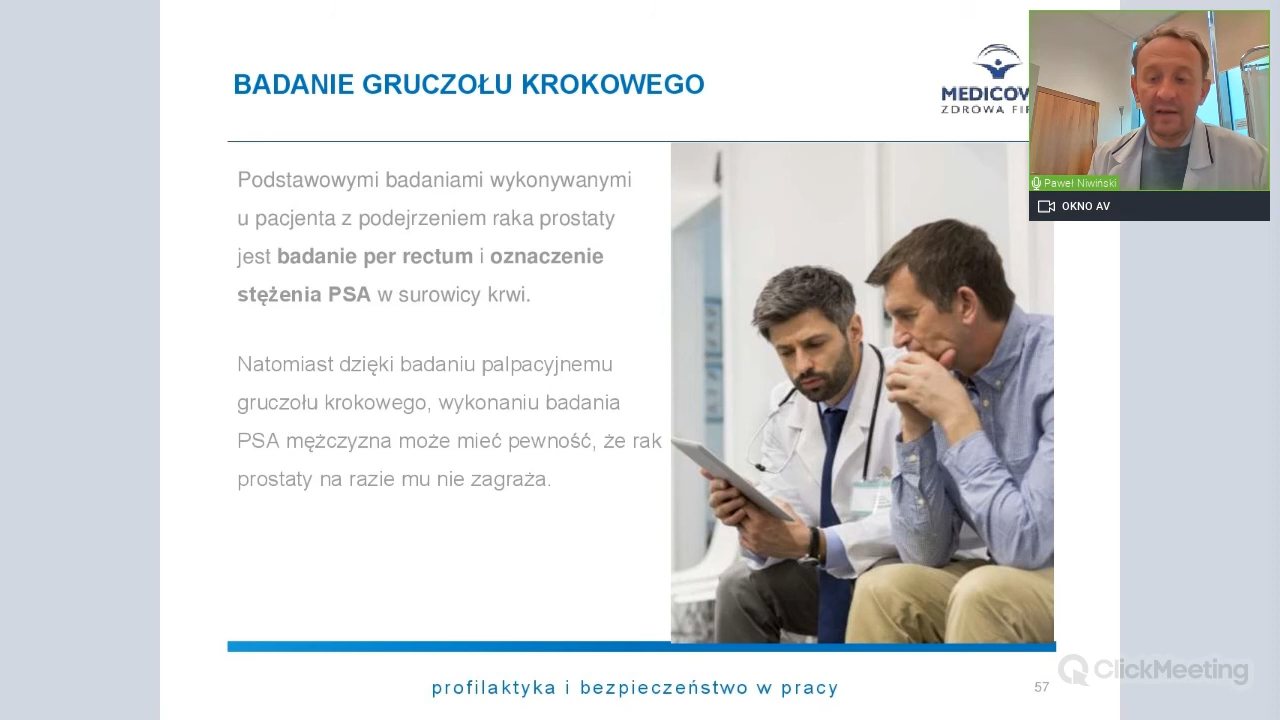 BADANIE GRUCZOŁU KROKOWEGO
MEDICOV
ZDROWA FIR
Paweł Niwiński
OKNO AV
Podstawowymi badaniami wykonywanymi
u pacjenta z podejrzeniem raka prostaty
jest badanie per rectum i oznaczenie
stężenia PSA w surowicy krwi.
Natomiast dzięki badaniu palpacyjnemu
gruczołu krokowego, wykonaniu badania
PSA mężczyzna może mieć pewność, że rak
prostaty na razie mu nie zagraża.
profilaktyka i bezpieczeństwo w pracy
57
ClickMeeting